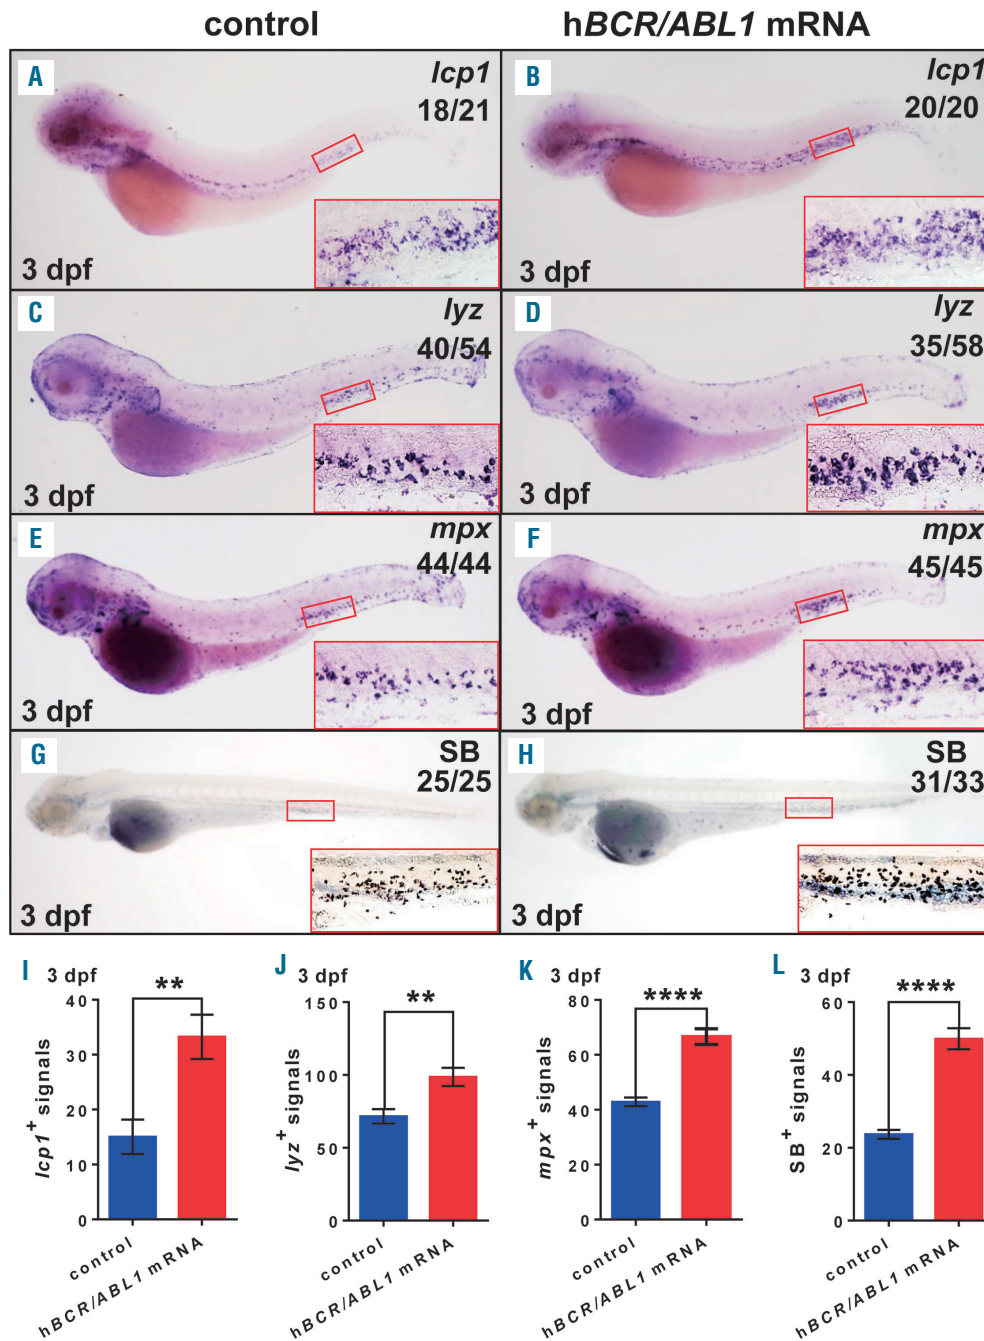 control
hBCR/ABL1 mRNA
A
lcp1
18/21
3 dpf
B
lcp1
20/20
C
lyz
40/54
3 dpf
D
lyz
35/58
3 dpf
E
mpx
44/44
3 dpf
F
mpx
45/45
3 dpf
G
SB
25/25
3 dpf
H
SB
31/33
3 dpf
I
3 dpf
**
40
30
20
10
0
lcp1+ signals
control
hBCR/ABL1 mRNA
J
3 dpf
**
150
100
50
0
lyz+ signals
control
hBCR/ABL1 mRNA
K
3 dpf
****
80
60
40
20
0
mpx+ signals
control
hBCR/ABL1 mRNA
L
3 dpf
****
60
40
20
0
SB+ signals
control
hBCR/ABL1 mRNA